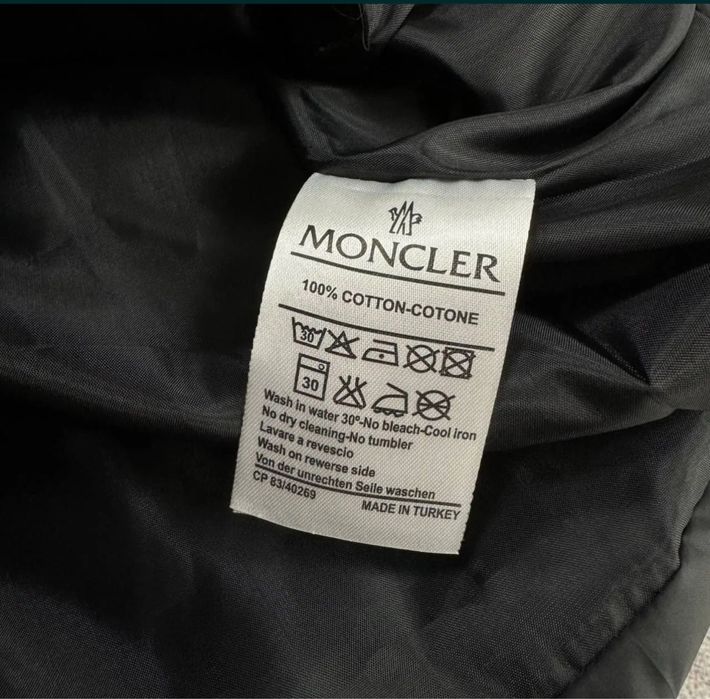 MONCLER
100% COTTON-COTONE
30
30
Wash in water 30º-No bleach-Cool iron
No dry cleaning-No tumbler
Lavare a revescio
Wash on rewerse side
Von der unrechten Seile waschen
CP 83/40269
MADE IN TURKEY